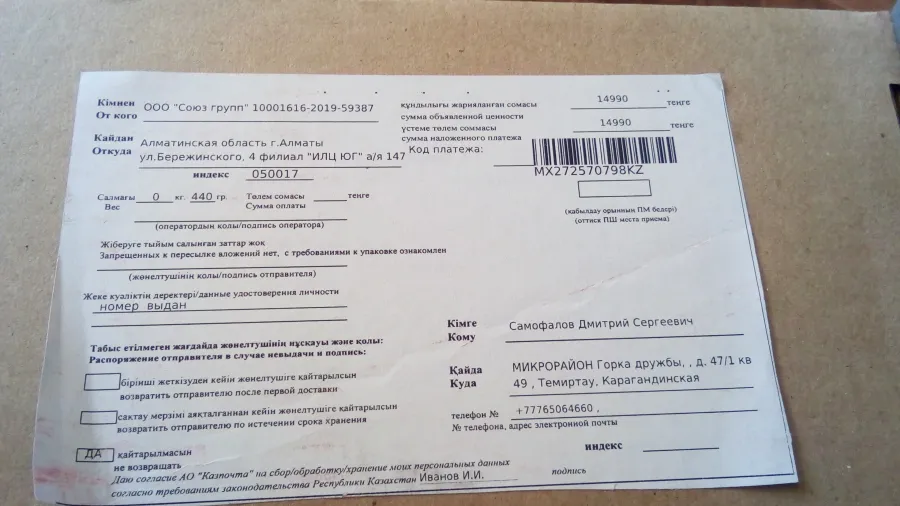 Кімнен
От кого
ООО "Союз групп" 10001616-2019-59387
құндылығы жарияланған сомасы 14990 теңге
сумма объявленной ценности
үстеме төлем соммасы 14990 теңге
сумма наложенного платежа
Код платежа:
Кайдан
Откуда
Алматинская область г.Алматы
ул.Бережинского, 4 филиал "ИЛЦ ЮГ" а/я 147
индекс 050017
MX272570798KZ
(қабылдау орынның ПМ белері)
(оттиск ПШ места приема)
Салмағы 0 кг. 440 гр. Төлем сомасы теңге
Вес Сумма оплаты
(оператордың колы/подпись оператора)
Жіберуге тыйым салынған заттар жоқ
Запрещенных к пересылке вложений нет, с требованиями к упаковке ознакомлен
(жөнелтушінің колы/подпись отправителя)
Жеке куәліктің деректері/данные удостоверения личности
номер выдан
Кімге
Кому
Самофалов Дмитрий Сергеевич
Табыс етілмеген жағдайда жөнелтушінің нұсқауы және қолы:
Распоряжение отправителя в случае невыдачи и подпись:
Қайда
Куда
МИКРОРАЙОН Горка дружбы, , д. 47/1 кв
49 , Темиртау, Карагандинская
бірінші жеткізуден кейін жөнелтушіге қайтарылсын
возвратить отправителю после первой доставки
телефон № +77765064660 ,
№ телефона, адрес электронной почты
сақтау мерзімі аяқталғаннан кейін жөнелтушіге қайтарылсын
возвратить отправителю по истечении срока хранения
индекс
ДА қайтарылмасын
не возвращать
подпись
Даю согласие АО "Казпочта" на сбор/обработку/хранение моих персональных данных
согласно требованиям законодательства Республики Казахстан Иванов И.И.